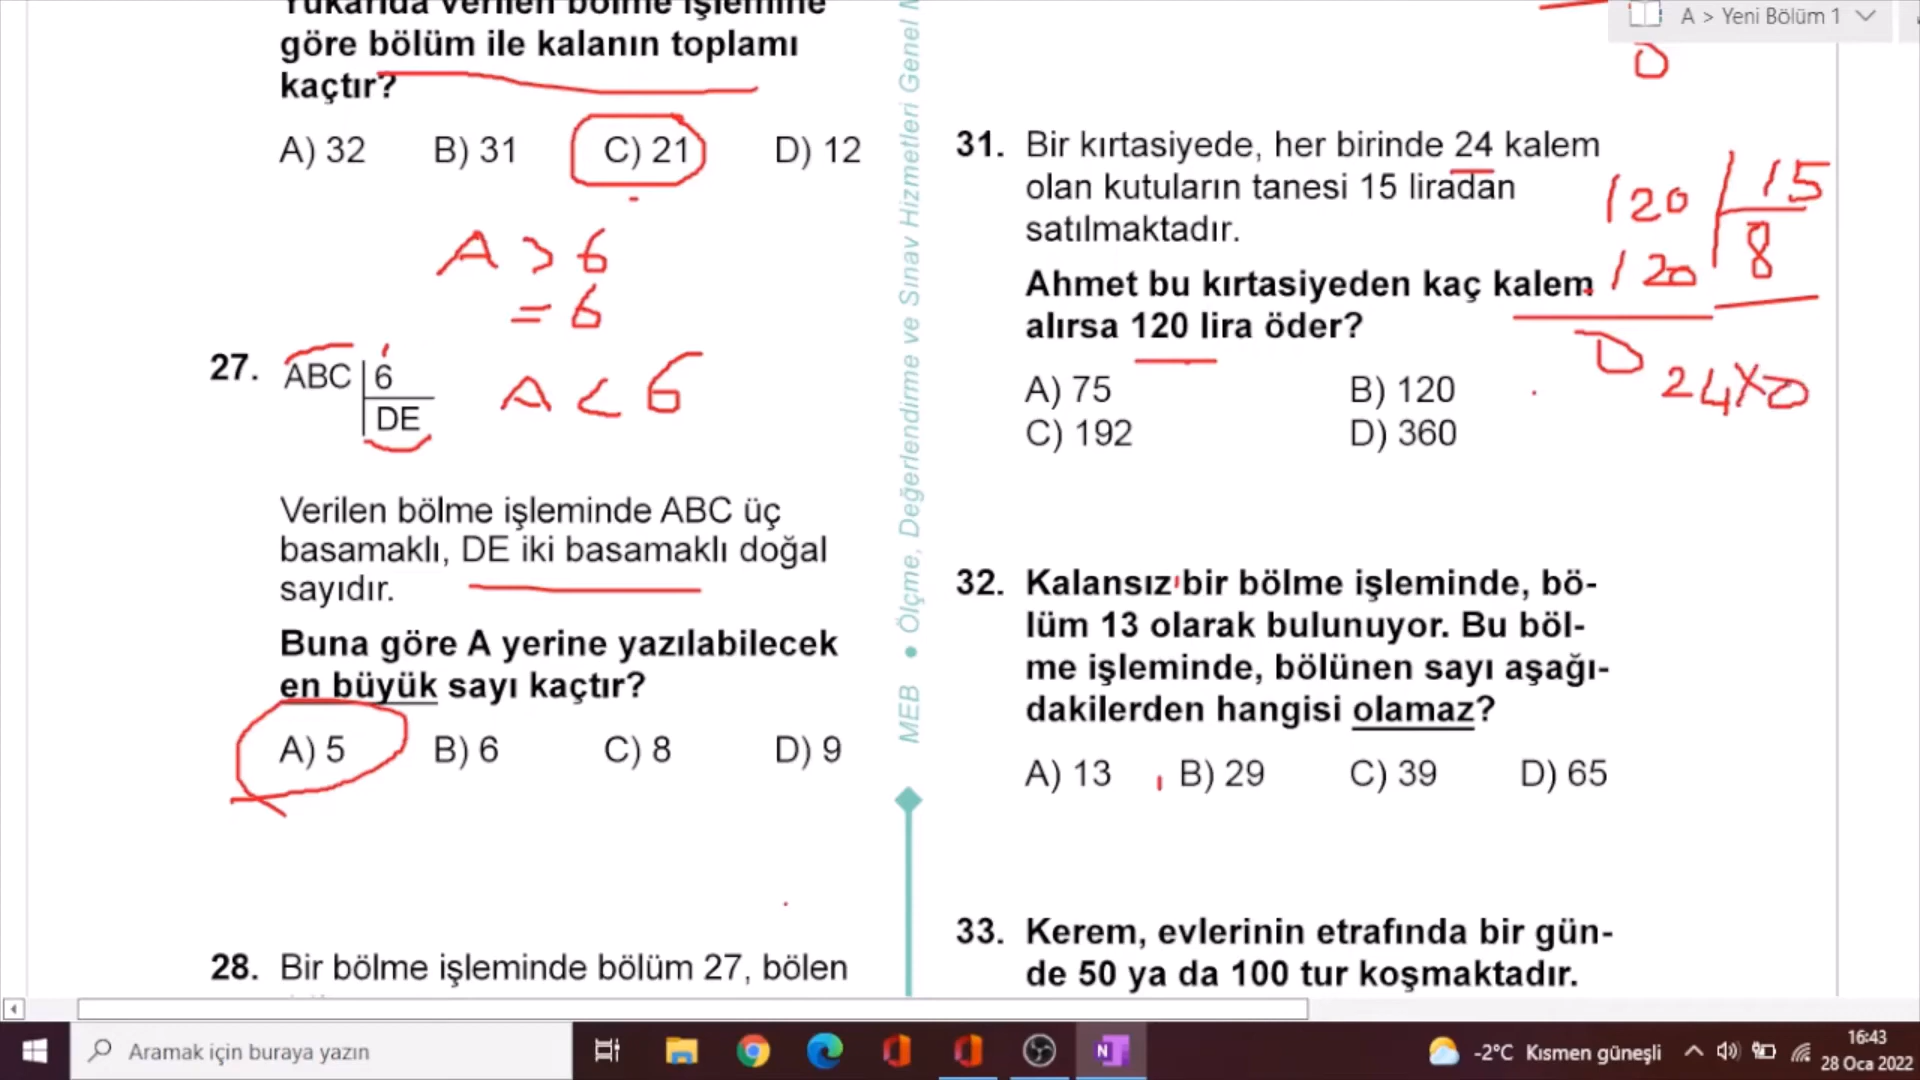 Yukarıda verilen bölme işlemine
göre bölüm ile kalanın toplamı
kaçtır?
A) 32 B) 31 C) 21 D) 12
A > 6
= 6
27. ABC 6
DE
A < 6
Verilen bölme işleminde ABC üç
basamaklı, DE iki basamaklı doğal
sayıdır.
Buna göre A yerine yazılabilecek
en büyük sayı kaçtır?
A) 5 B) 6 C) 8 D) 9
28. Bir bölme işleminde bölüm 27, bölen
MEB ● Ölçme, Değerlendirme ve Sınav Hizmetleri Genel M
A > Yeni Bölüm 1
0
31. Bir kırtasiyede, her birinde 24 kalem
olan kutuların tanesi 15 liradan
satılmaktadır.
Ahmet bu kırtasiyeden kaç kalem
alırsa 120 lira öder?
A) 75 B) 120
C) 192 D) 360
120 15
120 8
0
24x
32. Kalansız bir bölme işleminde, bö-
lüm 13 olarak bulunuyor. Bu böl-
me işleminde, bölünen sayı aşağı-
dakilerden hangisi olamaz?
A) 13 B) 29 C) 39 D) 65
33. Kerem, evlerinin etrafında bir gün-
de 50 ya da 100 tur koşmaktadır.
Aramak için buraya yazın
-2°C Kısmen güneşli
16:43
28 Oca 2022